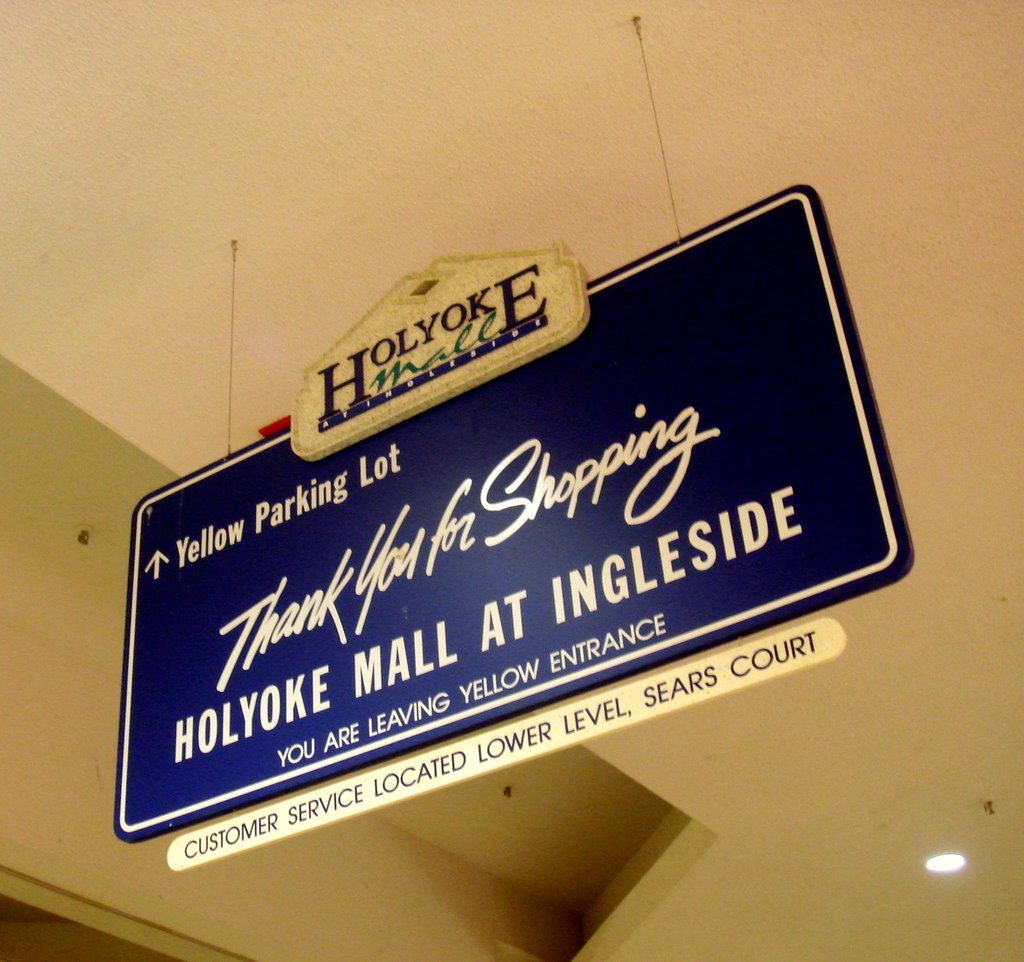 HOLYOKE
mall
AT INGLESIDE
↑ Yellow Parking Lot
Thank You for Shopping
HOLYOKE MALL AT INGLESIDE
YOU ARE LEAVING YELLOW ENTRANCE
CUSTOMER SERVICE LOCATED LOWER LEVEL, SEARS COURT